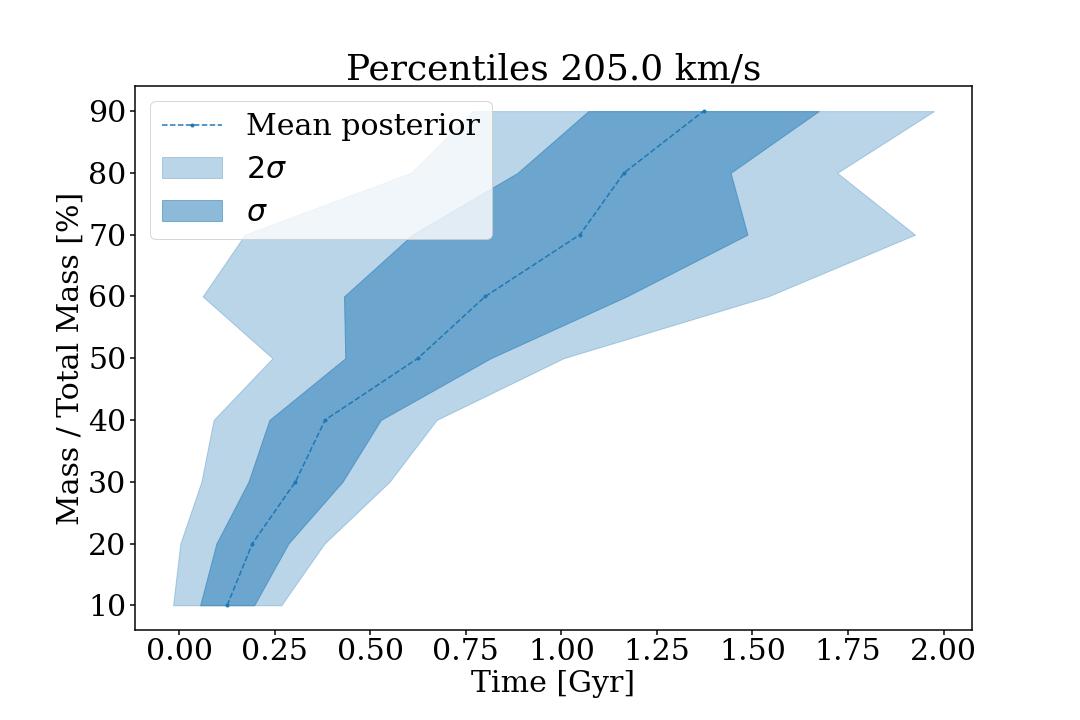 Percentiles 205.0 km/s
Mean posterior
2σ
σ
Mass / Total Mass [%]
90
80
70
60
50
40
30
20
10
0.00 0.25 0.50 0.75 1.00 1.25 1.50 1.75 2.00
Time [Gyr]